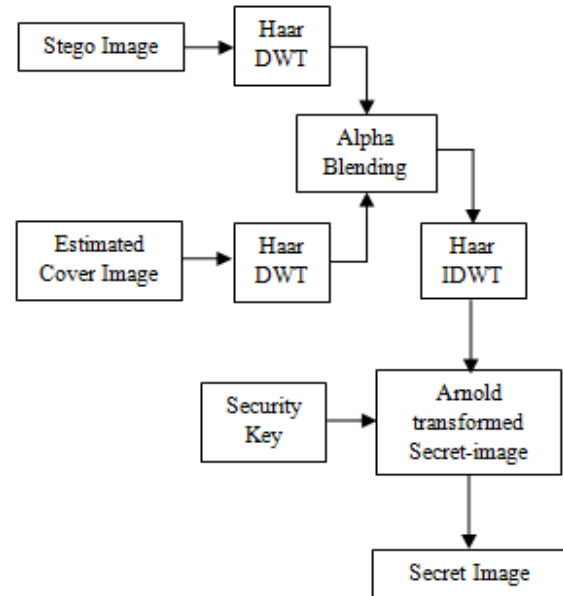 Stego Image
Haar
DWT
Alpha
Blending
Estimated
Cover Image
Haar
DWT
Haar
IDWT
Security
Key
Arnold
transformed
Secret-image
Secret Image